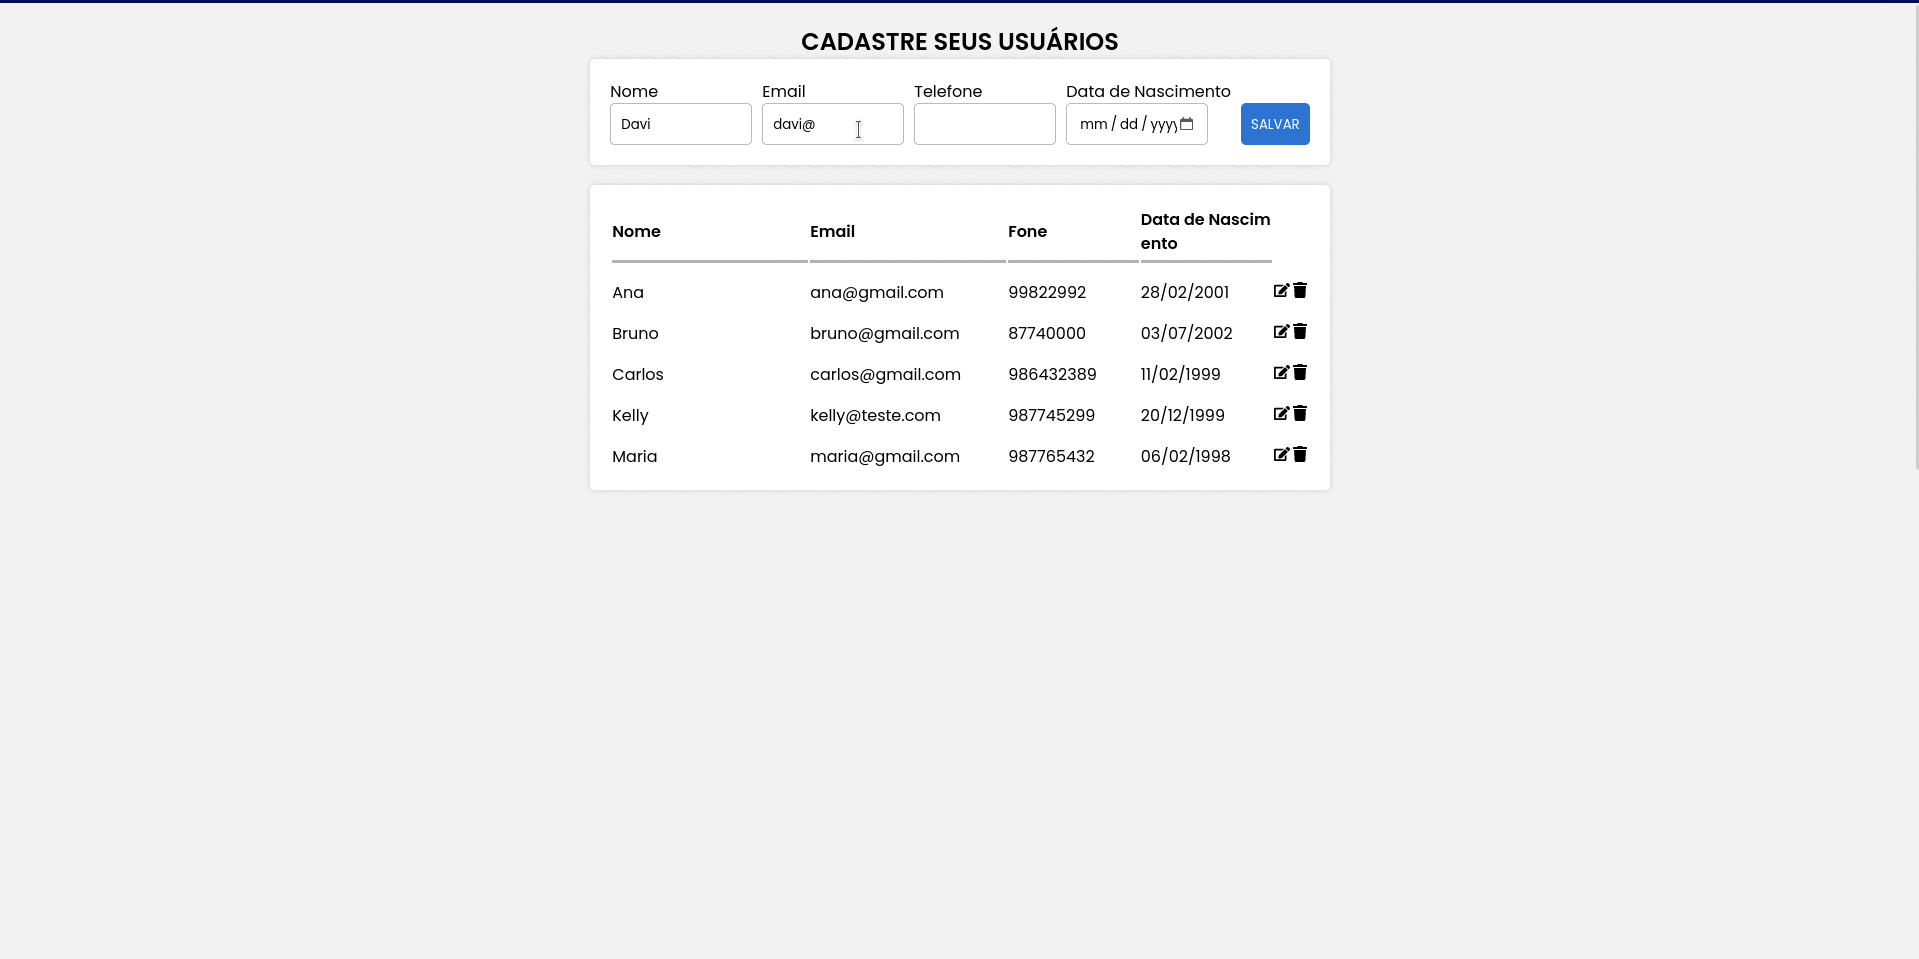 CADASTRE SEUS USUÁRIOS
Nome Email Telefone Data de Nascimento
Davi davi@ mm / dd / yyyy SALVAR
Nome Email Fone Data de Nascim
ento
Ana ana@gmail.com 99822992 28/02/2001
Bruno bruno@gmail.com 87740000 03/07/2002
Carlos carlos@gmail.com 986432389 11/02/1999
Kelly kelly@teste.com 987745299 20/12/1999
Maria maria@gmail.com 987765432 06/02/1998